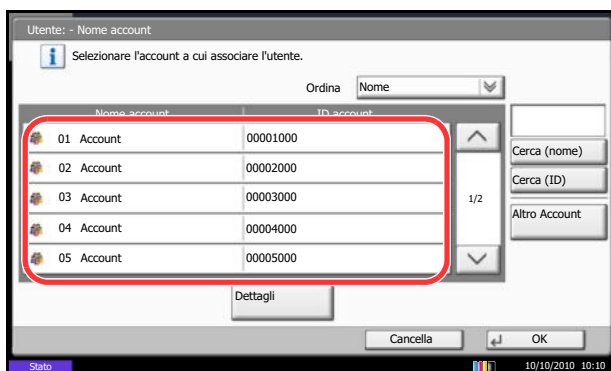 Utente: - Nome account
Selezionare l'account a cui associare l'utente.
Ordina Nome
Nome account ID account
01 Account 00001000
02 Account 00002000
03 Account 00003000
04 Account 00004000
05 Account 00005000
1/2
Cerca (nome)
Cerca (ID)
Altro Account
Dettagli
Cancella OK
Stato 10/10/2010 10:10